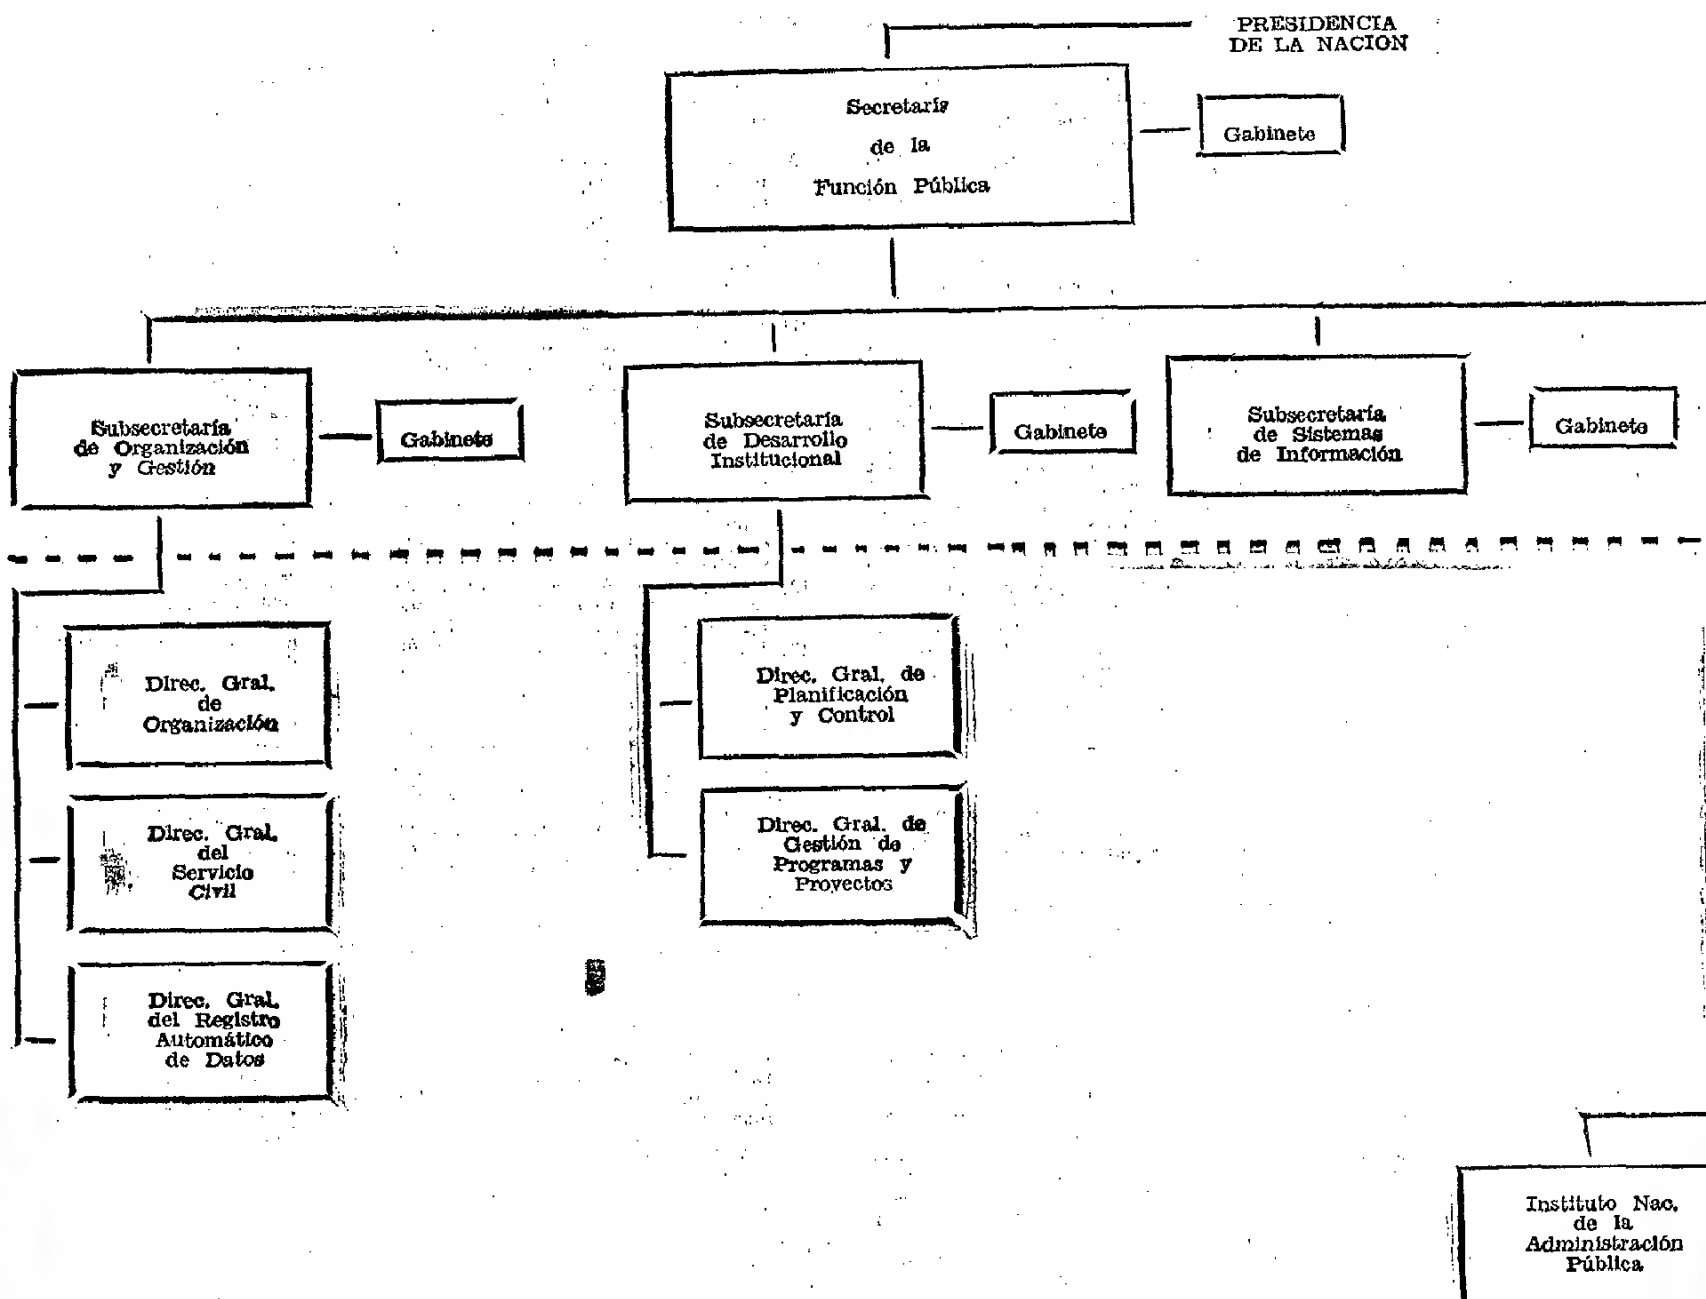 PRESIDENCIA
DE LA NACION
Secretaría
de la
Función Pública
Gabinete
Subsecretaría
de Organización
y Gestión
Gabinete
Subsecretaría
de Desarrollo
Institucional
Gabinete
Subsecretaría
de Sistemas
de Información
Gabinete
Direc. Gral.
de
Organización
Direc. Gral. de
Planificación
y Control
Direc. Gral.
del
Servicio
Civil
Direc. Gral. de
Gestión de
Programas y
Proyectos
Direc. Gral.
del Registro
Automático
de Datos
Instituto Nac.
de la
Administración
Pública